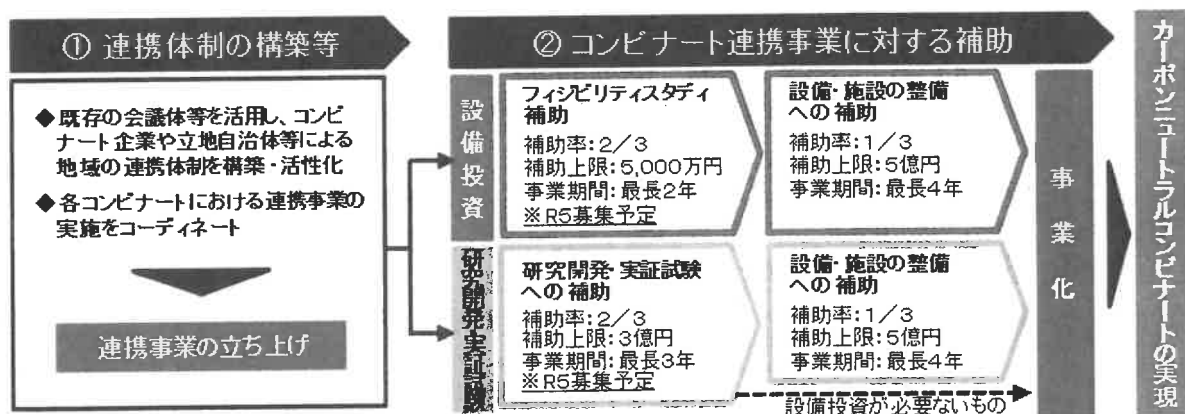 ① 連携体制の構築等
◆既存の会議体等を活用し、コンビ
ナート企業や立地自治体等による
地域の連携体制を構築・活性化
◆各コンビナートにおける連携事業の
実施をコーディネート
連携事業の立ち上げ
② コンビナート連携事業に対する補助
設備投資
フィジビリティスタディ
補助
補助率:2/3
補助上限:5,000万円
事業期間:最長2年
※R5募集予定
設備・施設の整備
への補助
補助率:1/3
補助上限:5億円
事業期間:最長4年
研究開発・実証試験
研究開発・実証試験
への補助
補助率:2/3
補助上限:3億円
事業期間:最長3年
※R5募集予定
設備・施設の整備
への補助
補助率:1/3
補助上限:5億円
事業期間:最長4年
設備投資が必要ないもの
事業化
カーボンニュートラルコンビナートの実現